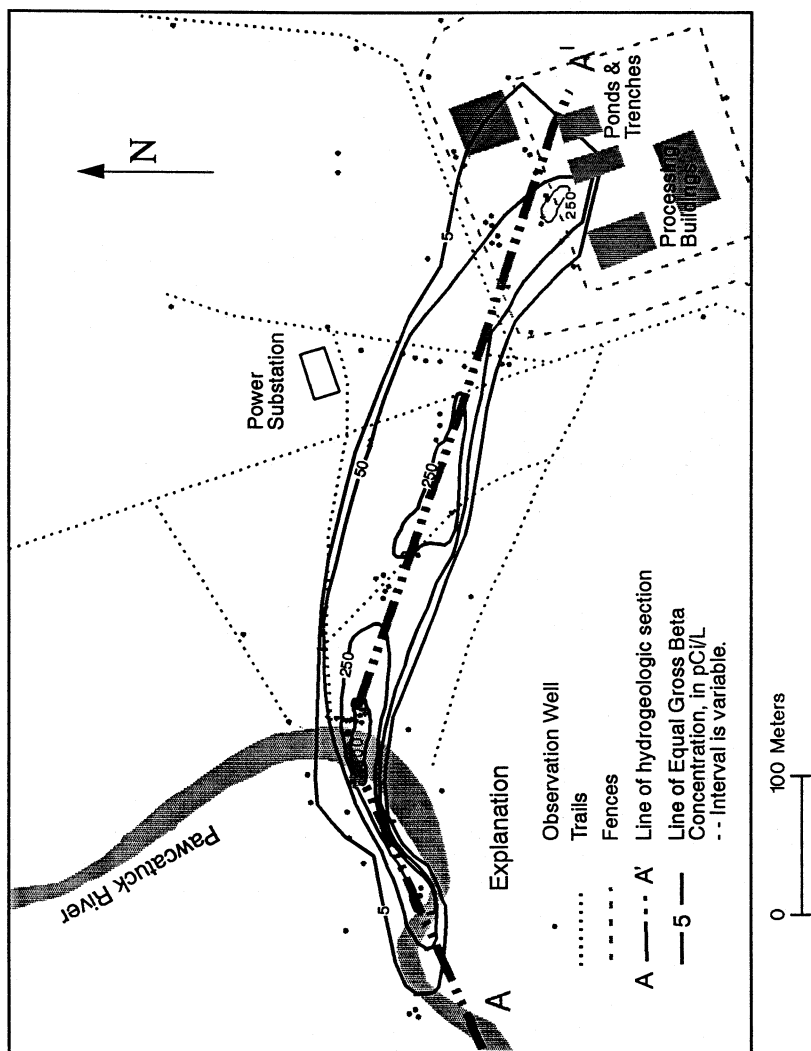 N
A'
Ponds &
Trenches
Processing
Buildings
250
5
Power
Substation
50
250
250
Pawcatuck River
5
A
Explanation
Observation Well
Trails
Fences
A A' Line of hydrogeologic section
5 Line of Equal Gross Beta
Concentration, in pCi/L
- - Interval is variable.
0 100 Meters